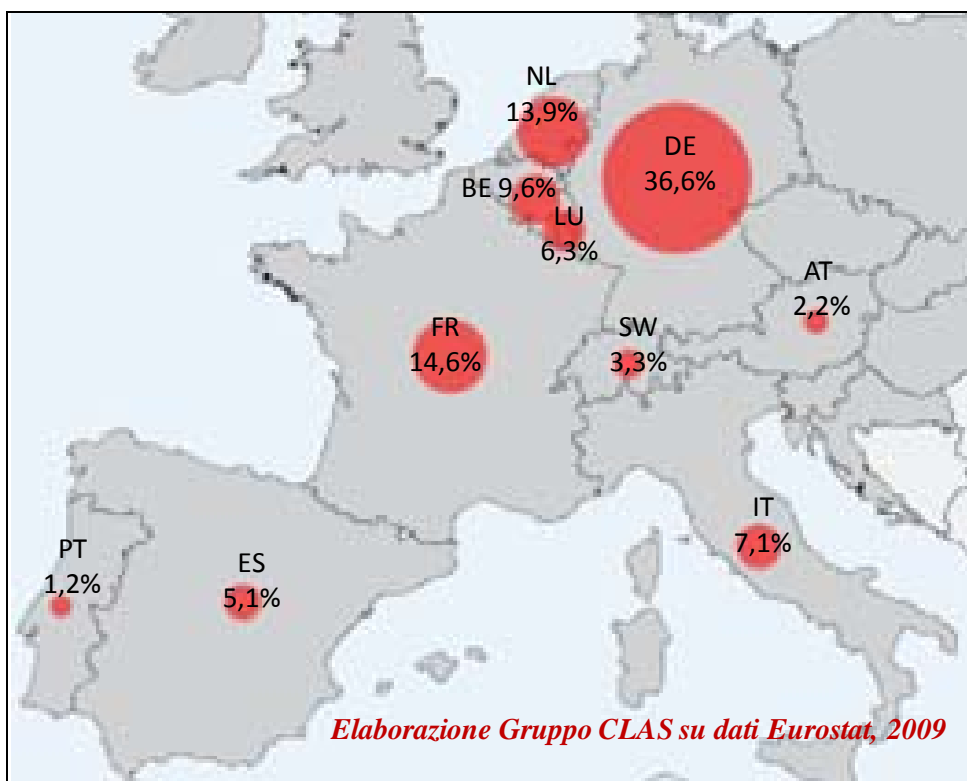 NL
13,9%
DE
36,6%
BE 9,6%
LU
6,3%
AT
2,2%
FR
14,6%
SW
3,3%
IT
7,1%
PT
1,2%
ES
5,1%
Elaborazione Gruppo CLAS su dati Eurostat, 2009